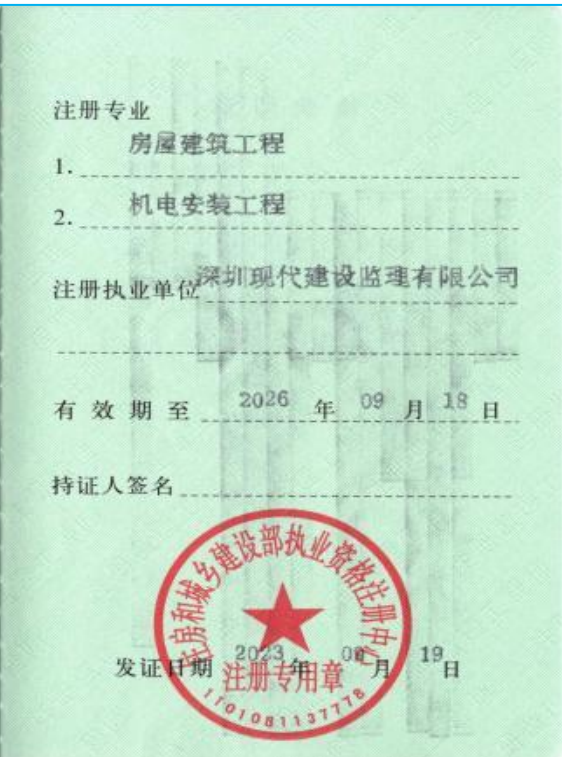 注册专业
1. 房屋建筑工程
2. 机电安装工程
注册执业单位 深圳现代建设监理有限公司
有效期至 2026 年 09 月 18 日
持证人签名
住房和城乡建设部执业资格注册中心
发证日期 2023 年 09 月 19 日
注册专用章
1101081137778